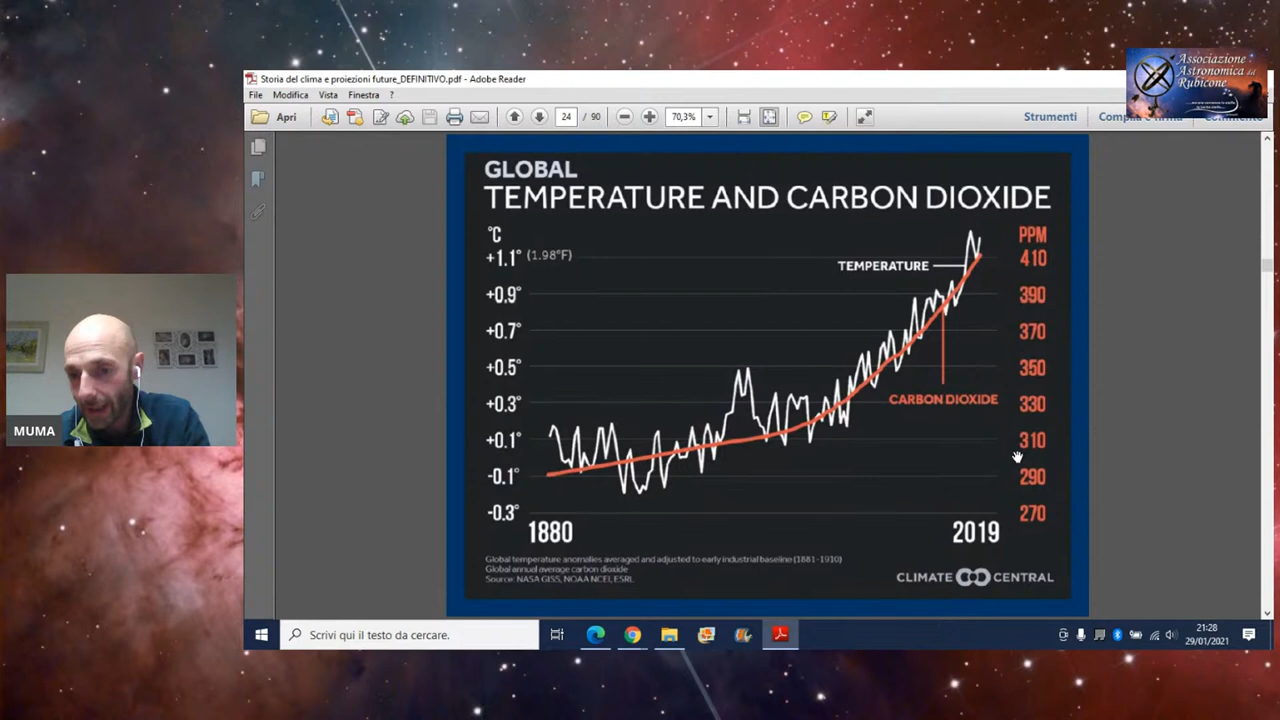 Associazione
Astronomica del
Rubicone
Storia del clima e proiezioni future_DEFINITIVO.pdf - Adobe Reader
File Modifica Vista Finestra ?
Apri 24 / 90 70,3% Strumenti
GLOBAL
TEMPERATURE AND CARBON DIOXIDE
°C PPM
+1.1° (1.98°F) 410
TEMPERATURE
+0.9° 390
+0.7° 370
+0.5° 350
CARBON DIOXIDE
+0.3° 330
+0.1° 310
-0.1° 290
-0.3° 270
1880 2019
Global temperature anomalies averaged and adjusted to early industrial baseline (1881-1910)
Global annual average carbon dioxide
Source: NASA GISS, NOAA NCEI, ESRL
CLIMATE CENTRAL
MUMA
Scrivi qui il testo da cercare.
21:28
29/01/2021